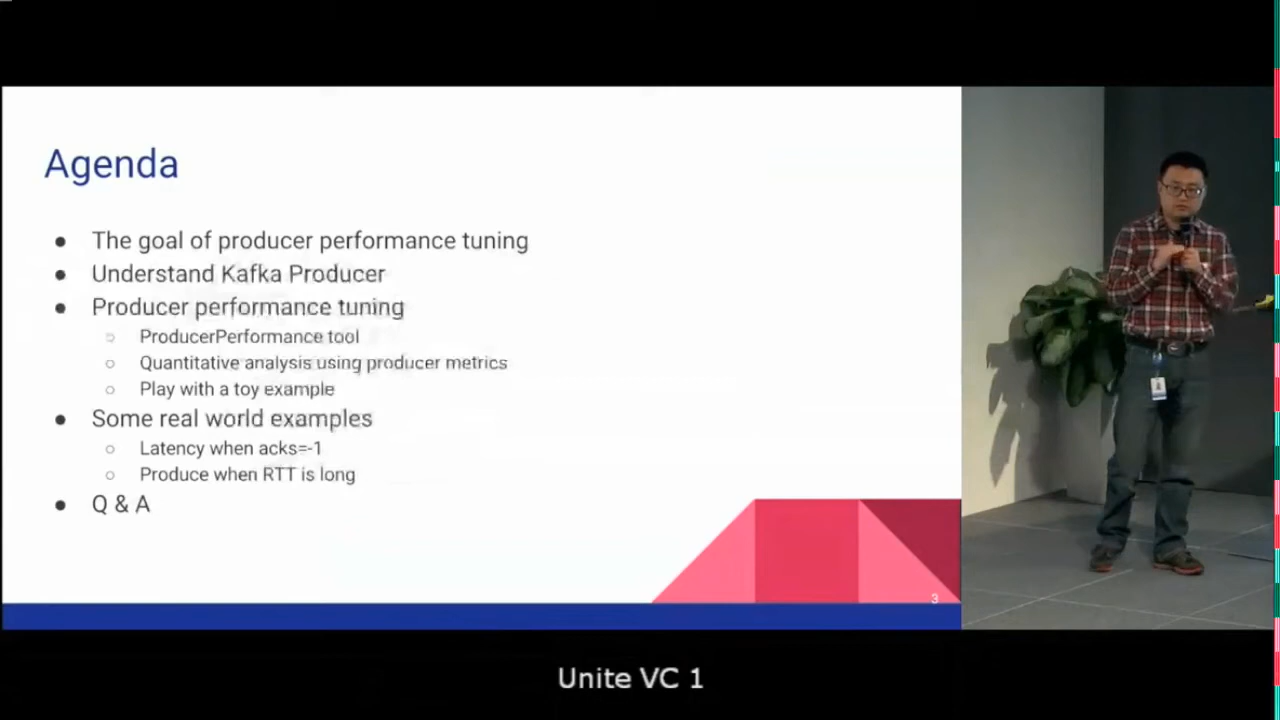 Agenda
● The goal of producer performance tuning
● Understand Kafka Producer
● Producer performance tuning
○ ProducerPerformance tool
○ Quantitative analysis using producer metrics
○ Play with a toy example
● Some real world examples
○ Latency when acks=-1
○ Produce when RTT is long
● Q & A
3
Unite VC 1